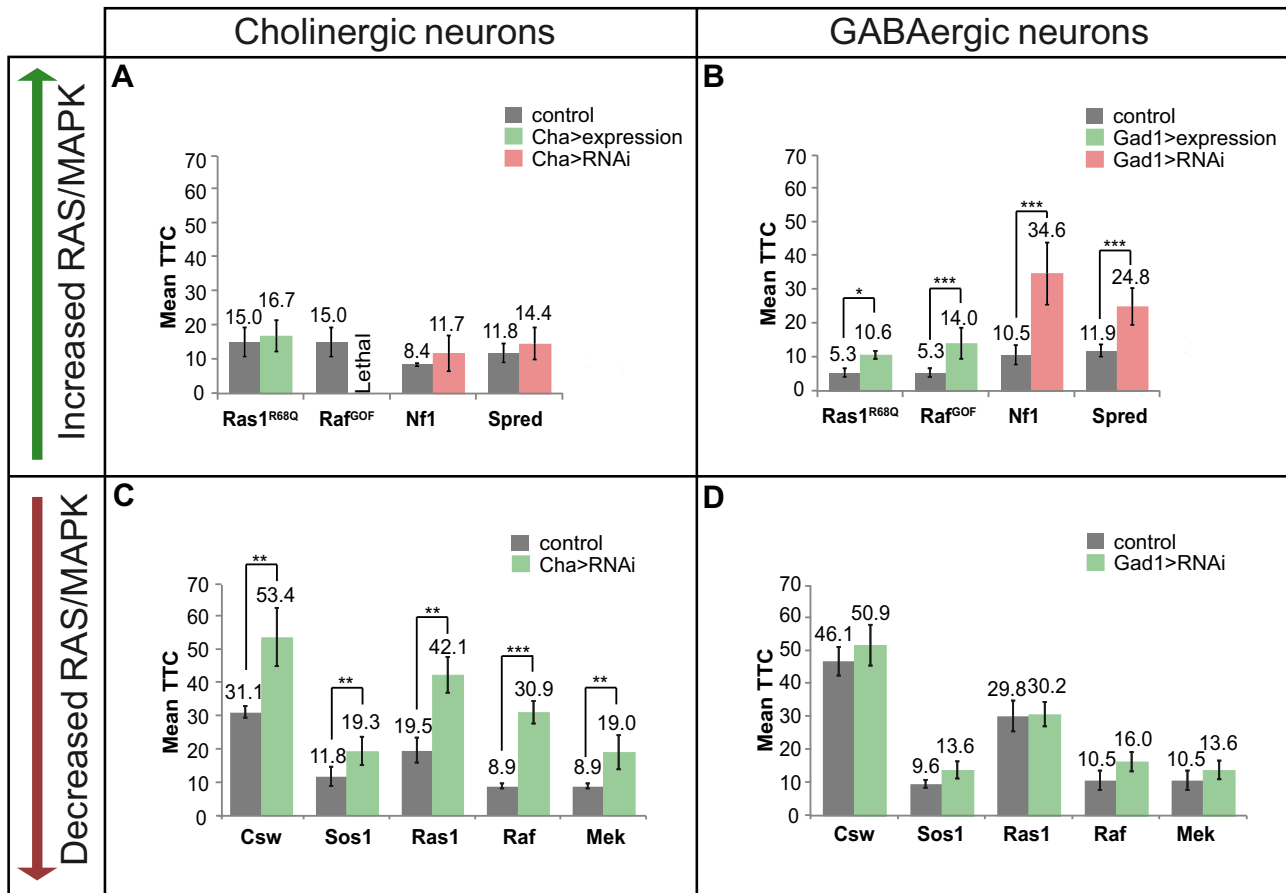 Cholinergic neurons
GABAergic neurons
Increased RAS/MAPK
A
control
Cha>expression
Cha>RNAi
Mean TTC
70
60
50
40
30
20
10
0
15.0
16.7
15.0
Lethal
8.4
11.7
11.8
14.4
Ras1R68Q
RafGOF
Nf1
Spred
B
control
Gad1>expression
Gad1>RNAi
Mean TTC
70
60
50
40
30
20
10
0
*
5.3
10.6
***
5.3
14.0
***
10.5
34.6
***
11.9
24.8
Ras1R68Q
RafGOF
Nf1
Spred
Decreased RAS/MAPK
C
control
Cha>RNAi
Mean TTC
70
60
50
40
30
20
10
0
**
31.1
53.4
**
11.8
19.3
**
19.5
42.1
***
8.9
30.9
**
8.9
19.0
Csw
Sos1
Ras1
Raf
Mek
D
control
Gad1>RNAi
Mean TTC
70
60
50
40
30
20
10
0
46.1
50.9
9.6
13.6
29.8
30.2
10.5
16.0
10.5
13.6
Csw
Sos1
Ras1
Raf
Mek